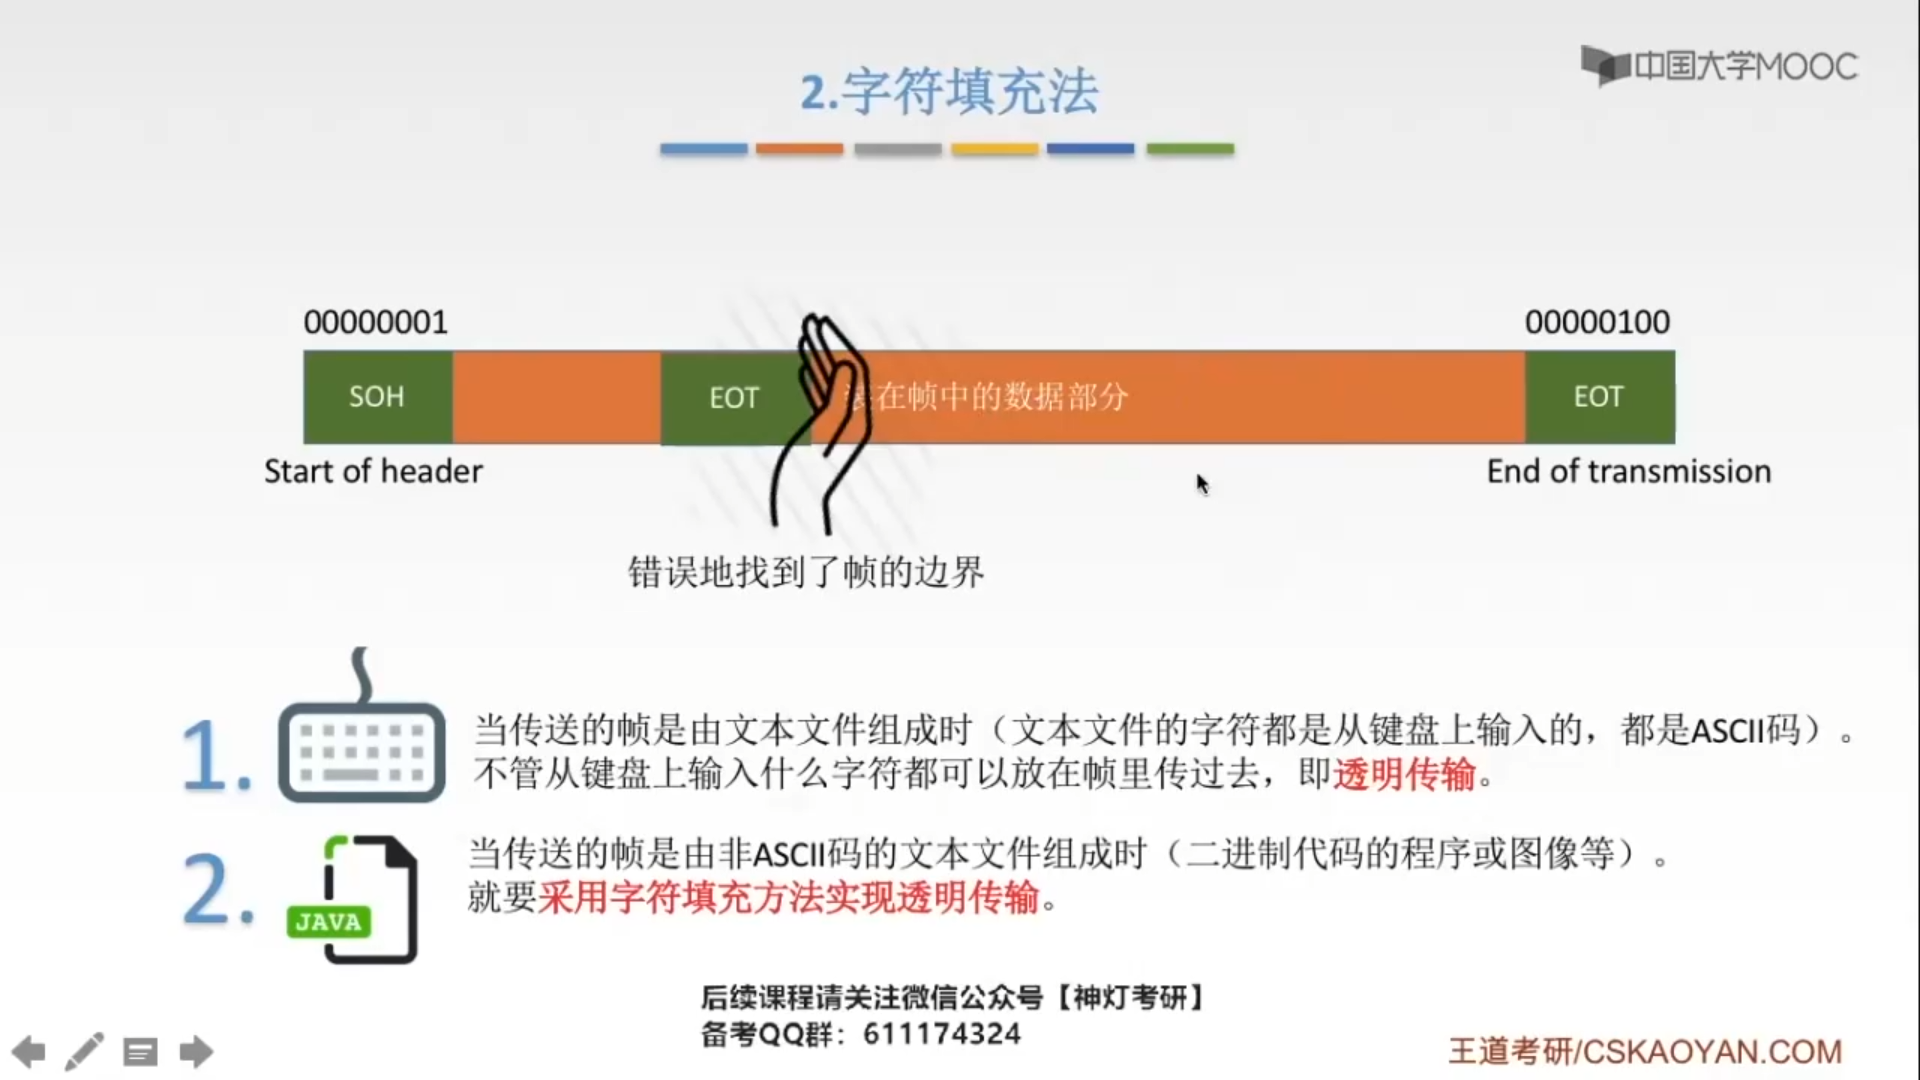 中国大学MOOC
2.字符填充法
00000001
00000100
SOH
EOT
装在帧中的数据部分
EOT
Start of header
End of transmission
错误地找到了帧的边界
1.
当传送的帧是由文本文件组成时（文本文件的字符都是从键盘上输入的，都是ASCII码）。
不管从键盘上输入什么字符都可以放在帧里传过去，即透明传输。
2.
JAVA
当传送的帧是由非ASCII码的文本文件组成时（二进制代码的程序或图像等）。
就要采用字符填充方法实现透明传输。
后续课程请关注微信公众号【神灯考研】
备考QQ群：611174324
王道考研/CSKAOYAN.COM